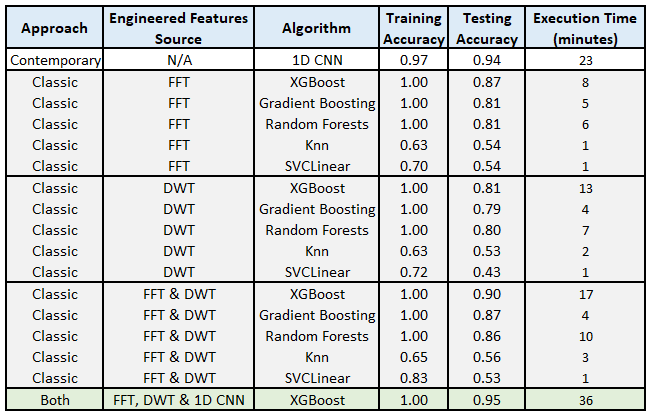 Approach Engineered Features Source Algorithm Training Accuracy Testing Accuracy Execution Time (minutes)
Contemporary N/A 1D CNN 0.97 0.94 23
Classic FFT XGBoost 1.00 0.87 8
Classic FFT Gradient Boosting 1.00 0.81 5
Classic FFT Random Forests 1.00 0.81 6
Classic FFT Knn 0.63 0.54 1
Classic FFT SVCLinear 0.70 0.54 1
Classic DWT XGBoost 1.00 0.81 13
Classic DWT Gradient Boosting 1.00 0.79 4
Classic DWT Random Forests 1.00 0.80 7
Classic DWT Knn 0.63 0.53 2
Classic DWT SVCLinear 0.72 0.43 1
Classic FFT & DWT XGBoost 1.00 0.90 17
Classic FFT & DWT Gradient Boosting 1.00 0.87 4
Classic FFT & DWT Random Forests 1.00 0.86 10
Classic FFT & DWT Knn 0.65 0.56 3
Classic FFT & DWT SVCLinear 0.83 0.53 1
Both FFT, DWT & 1D CNN XGBoost 1.00 0.95 36